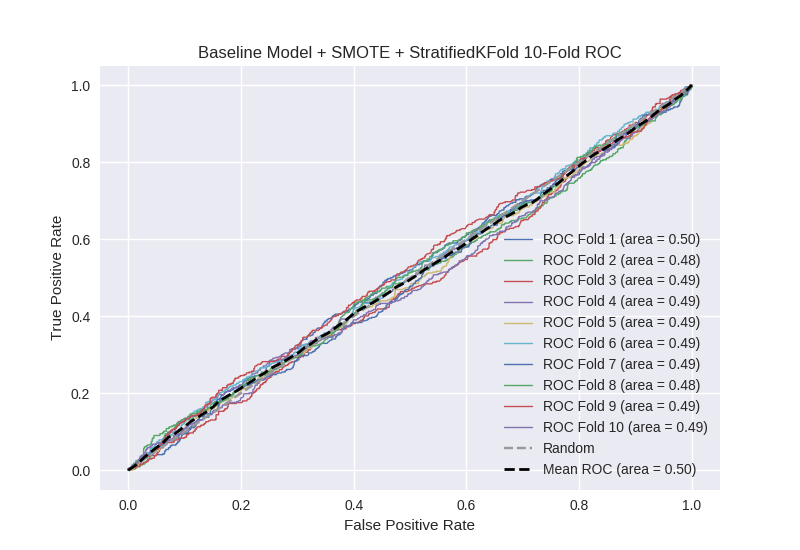 Baseline Model + SMOTE + StratifiedKFold 10-Fold ROC
1.0
0.8
0.6
0.4
0.2
0.0
True Positive Rate
ROC Fold 1 (area = 0.50)
ROC Fold 2 (area = 0.48)
ROC Fold 3 (area = 0.49)
ROC Fold 4 (area = 0.49)
ROC Fold 5 (area = 0.49)
ROC Fold 6 (area = 0.49)
ROC Fold 7 (area = 0.49)
ROC Fold 8 (area = 0.48)
ROC Fold 9 (area = 0.49)
ROC Fold 10 (area = 0.49)
Random
Mean ROC (area = 0.50)
0.0 0.2 0.4 0.6 0.8 1.0
False Positive Rate